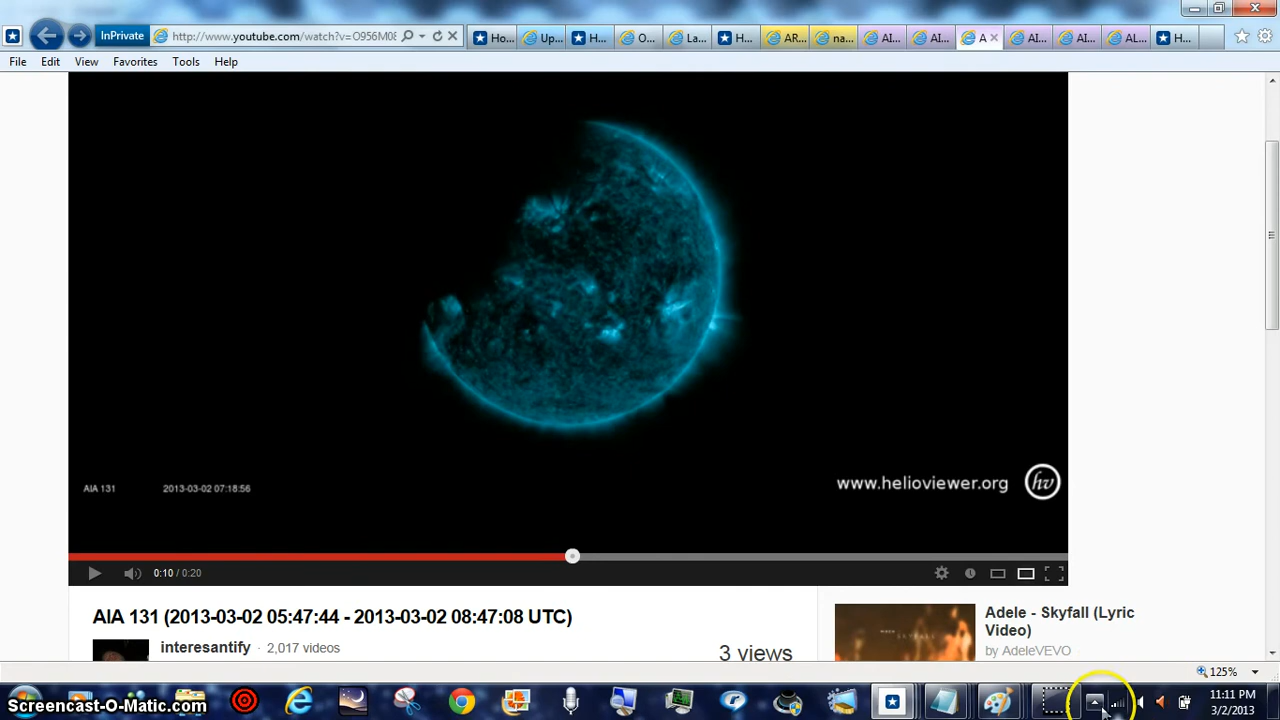 InPrivate
http://www.youtube.com/watch?v=O956M08
Ho...
Up...
H...
O...
La...
H...
AR...
na...
AI...
AI...
A
AI...
AI...
AL...
H...
File Edit View Favorites Tools Help
AIA 131 2013-03-02 07:18:56
www.helioviewer.org hv
0:10 / 0:20
AIA 131 (2013-03-02 05:47:44 - 2013-03-02 08:47:08 UTC)
interesantify · 2,017 videos
3 views
Adele - Skyfall (Lyric
Video)
by AdeleVEVO
125%
Screencast-O-Matic.com
11:11 PM
3/2/2013